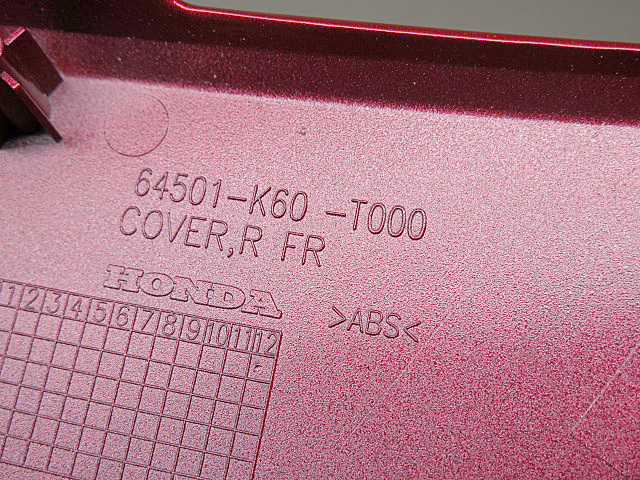 64501-K60 -T000
COVER,R FR
HONDA
>ABS<
1 2 3 4 5 6 7 8 9 10 11 12